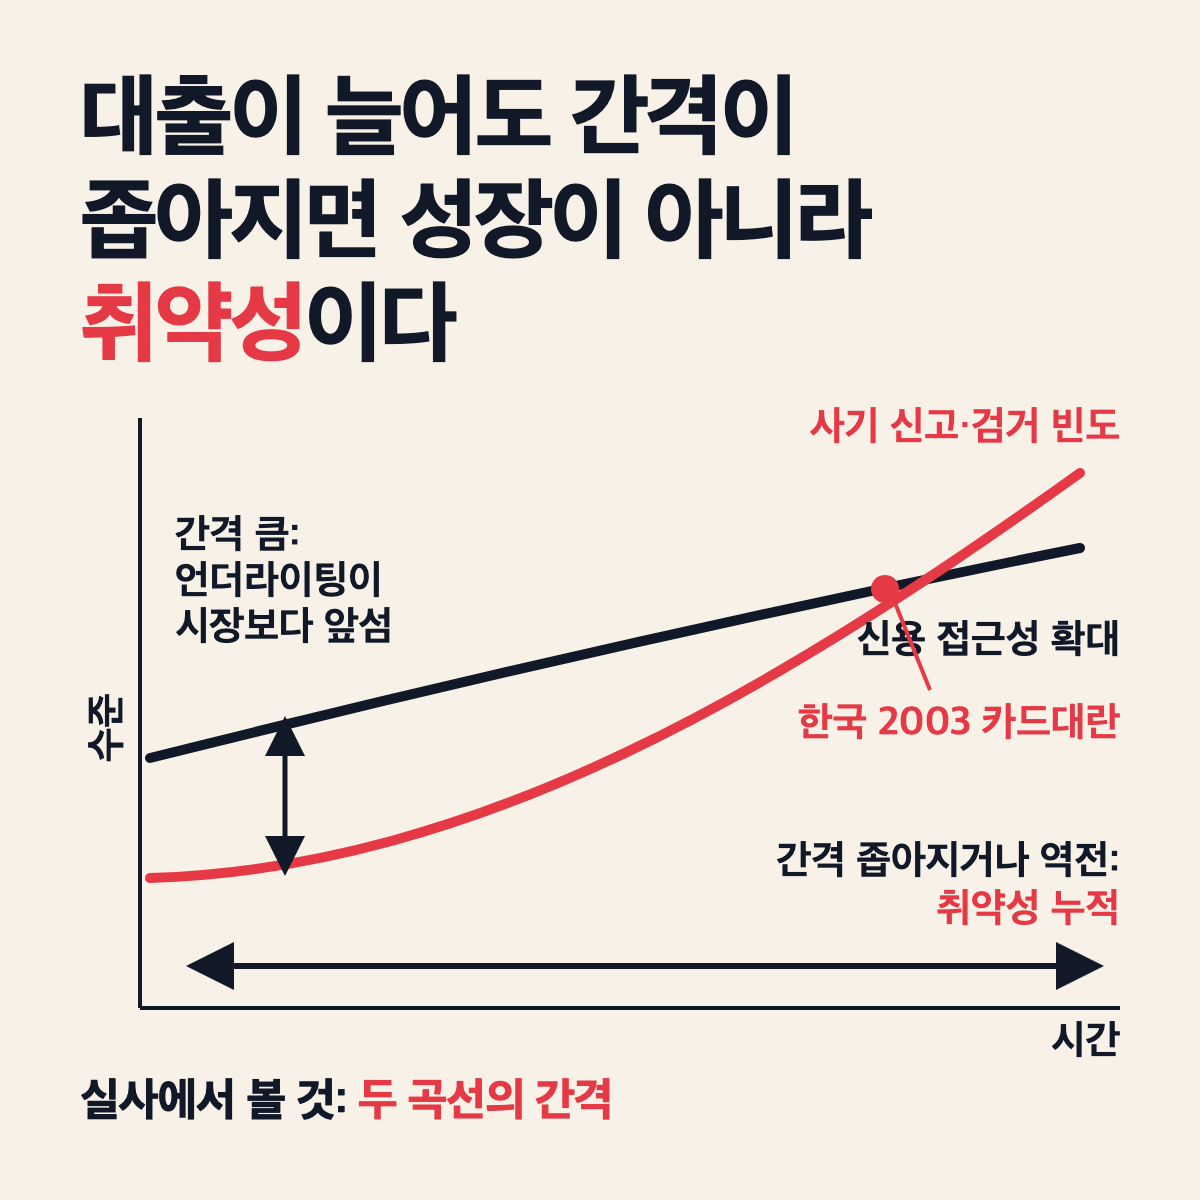 대출이 늘어도 간격이
좁아지면 성장이 아니라
취약성이다
사기 신고·검거 빈도
간격 큼:
언더라이팅이
시장보다 앞섬
신용 접근성 확대
한국 2003 카드대란
수준
간격 좁아지거나 역전:
취약성 누적
시간
실사에서 볼 것: 두 곡선의 간격